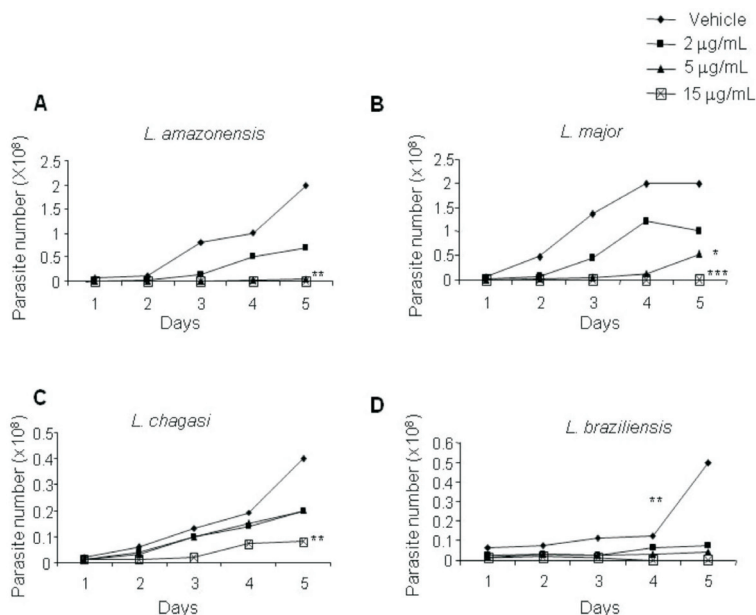 Vehicle
2 µg/mL
5 µg/mL
15 µg/mL
A
L. amazonensis
Parasite number (X10⁸)
2.5
2
1.5
1
0.5
0
**
1 2 3 4 5
Days
B
L. major
Parasite number (x10⁸)
2.5
2
1.5
1
0.5
0
*
***
1 2 3 4 5
Days
C
L. chagasi
Parasite number (x10⁸)
0.5
0.4
0.3
0.2
0.1
0
**
1 2 3 4 5
Days
D
L. braziliensis
Parasite number (x10⁸)
0.6
0.5
0.4
0.3
0.2
0.1
0
**
1 2 3 4 5
Days